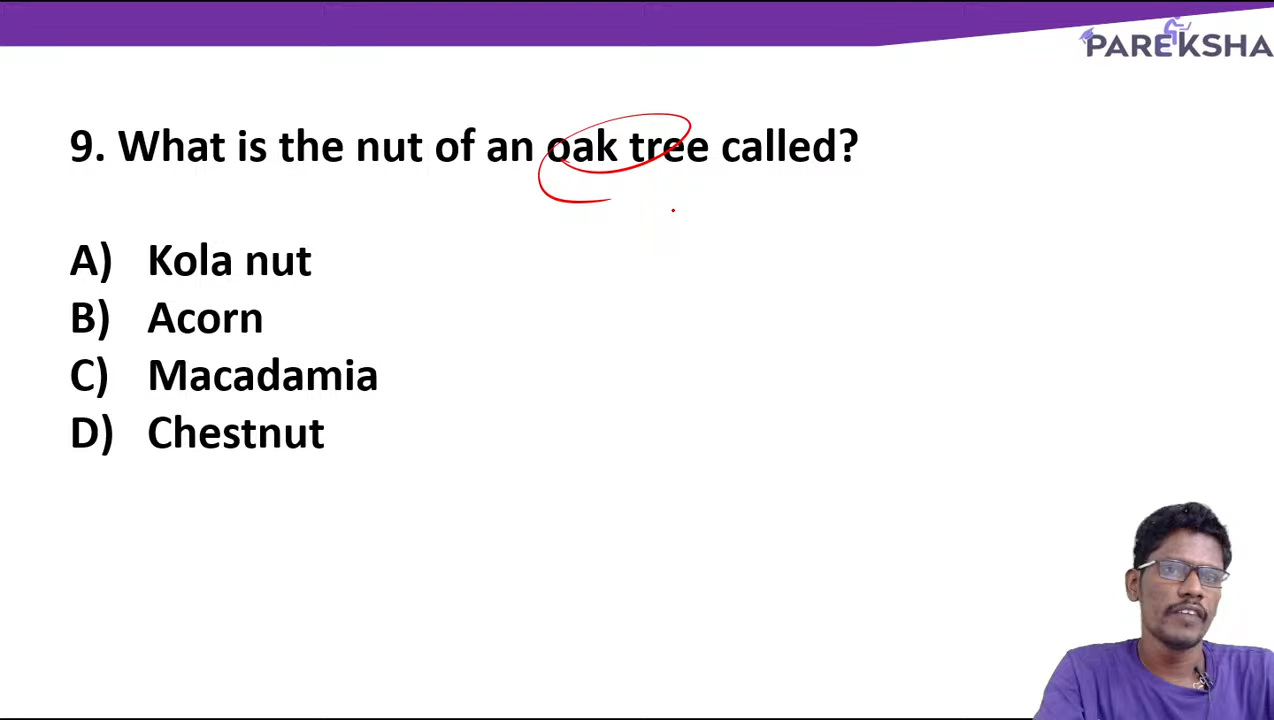 PAREKSHA
9. What is the nut of an oak tree called?
A) Kola nut
B) Acorn
C) Macadamia
D) Chestnut